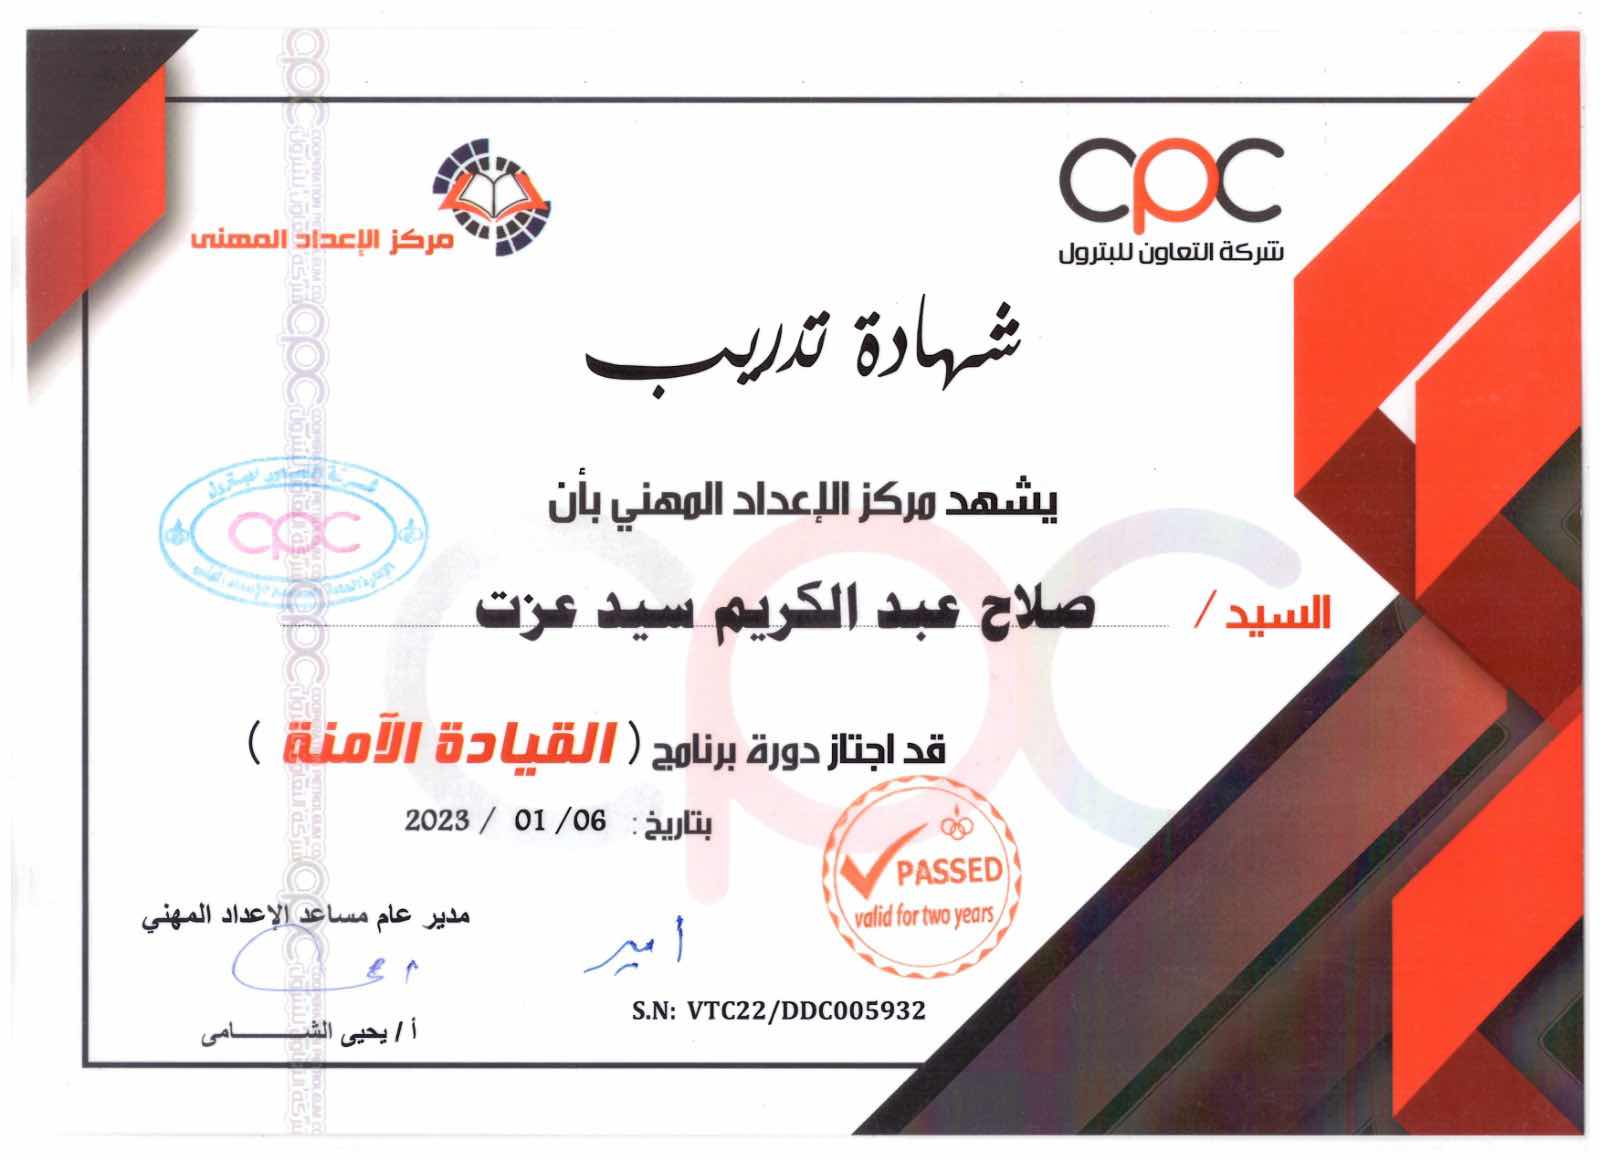 cpc
شركة التعاون للبترول
مركز الإعداد المهنى
شهادة تدريب
يشهد مركز الإعداد المهني بأن
السيد / صلاح عبد الكريم سيد عزت
قد اجتاز دورة برنامج ( القيادة الآمنة )
بتاريخ : 06/ 01 / 2023
PASSED
valid for two years
مدير عام مساعد الإعداد المهني
أمير
S.N: VTC22/DDC005932
أ / يحيى الشـــــامى
cpc